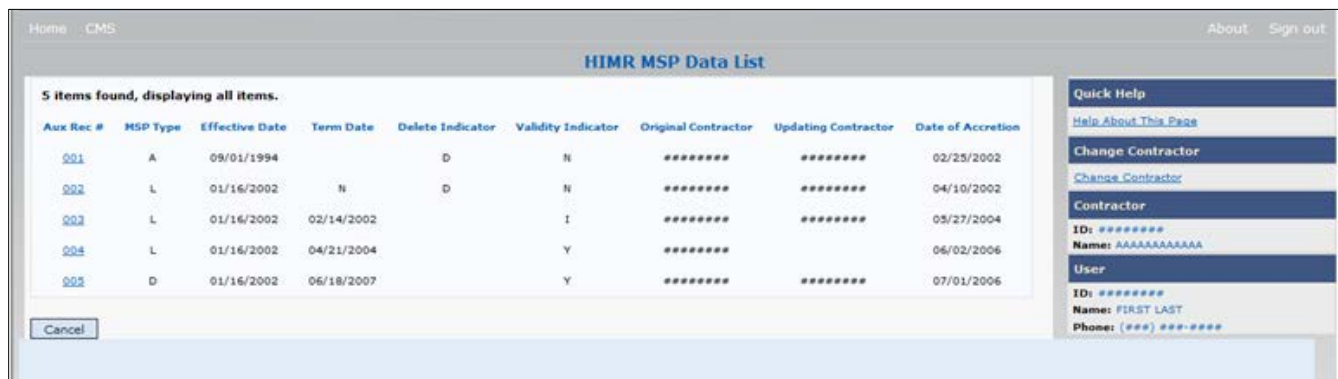 Home CMS About Sign out
HIMR MSP Data List
5 items found, displaying all items.
Aux Rec # MSP Type Effective Date Term Date Delete Indicator Validity Indicator Original Contractor Updating Contractor Date of Accretion
001 A 09/01/1994 D N ######## ######## 02/25/2002
002 L 01/16/2002 N D N ######## ######## 04/10/2002
003 L 01/16/2002 02/14/2002 I ######## ######## 05/27/2004
004 L 01/16/2002 04/21/2004 Y ######## 06/02/2006
005 D 01/16/2002 06/18/2007 Y ######## ######## 07/01/2006
Cancel
Quick Help
Help About This Page
Change Contractor
Change Contractor
Contractor
ID: ########
Name: AAAAAAAAAAAA
User
ID: ########
Name: FIRST LAST
Phone: (###) ###-####